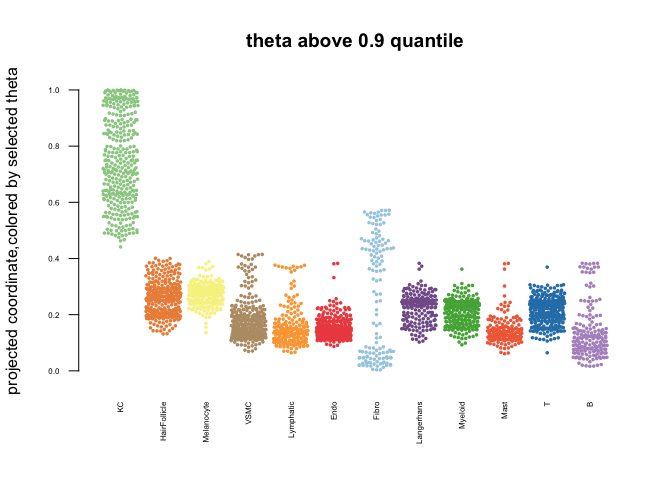 theta above 0.9 quantile
projected coordinate,colored by selected theta
1.0
0.8
0.6
0.4
0.2
0.0
KC
HairFollicle
Melanocyte
VSMC
Lymphatic
Endo
Fibro
Langerhans
Myeloid
Mast
T
B